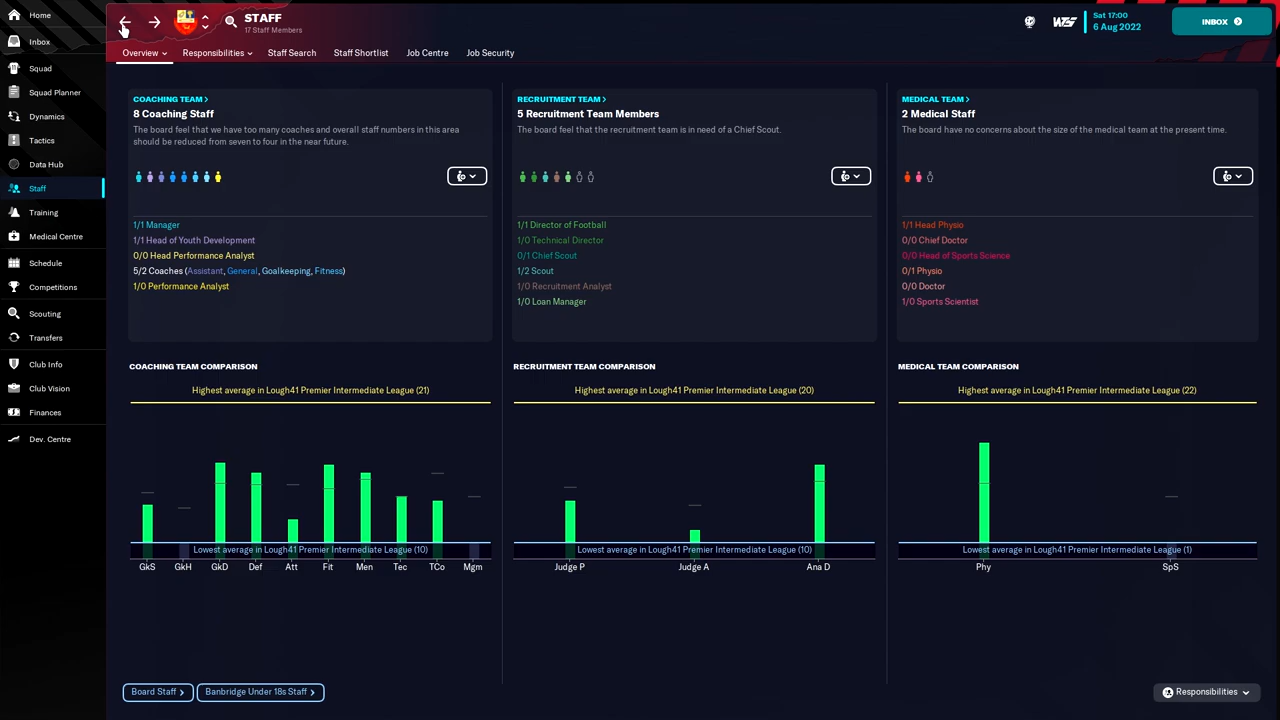 Home
Inbox
Squad
Squad Planner
Dynamics
Tactics
Data Hub
Staff
Training
Medical Centre
Schedule
Competitions
Scouting
Transfers
Club Info
Club Vision
Finances
Dev. Centre
STAFF
17 Staff Members
Sat 17:00
6 Aug 2022
INBOX
Overview
Responsibilities
Staff Search
Staff Shortlist
Job Centre
Job Security
COACHING TEAM >
8 Coaching Staff
The board feel that we have too many coaches and overall staff numbers in this area
should be reduced from seven to four in the near future.
1/1 Manager
1/1 Head of Youth Development
0/0 Head Performance Analyst
5/2 Coaches (Assistant, General, Goalkeeping, Fitness)
1/0 Performance Analyst
RECRUITMENT TEAM >
5 Recruitment Team Members
The board feel that the recruitment team is in need of a Chief Scout.
1/1 Director of Football
1/0 Technical Director
0/1 Chief Scout
1/2 Scout
1/0 Recruitment Analyst
1/0 Loan Manager
MEDICAL TEAM >
2 Medical Staff
The board have no concerns about the size of the medical team at the present time.
1/1 Head Physio
0/0 Chief Doctor
0/0 Head of Sports Science
0/1 Physio
0/0 Doctor
1/0 Sports Scientist
COACHING TEAM COMPARISON
Highest average in Lough41 Premier Intermediate League (21)
Lowest average in Lough41 Premier Intermediate League (10)
GkS GkH GkD Def Att Fit Men Tec TCo Mgm
RECRUITMENT TEAM COMPARISON
Highest average in Lough41 Premier Intermediate League (20)
Lowest average in Lough41 Premier Intermediate League (10)
Judge P Judge A Ana D
MEDICAL TEAM COMPARISON
Highest average in Lough41 Premier Intermediate League (22)
Lowest average in Lough41 Premier Intermediate League (1)
Phy SpS
Board Staff >
Banbridge Under 18s Staff >
Responsibilities